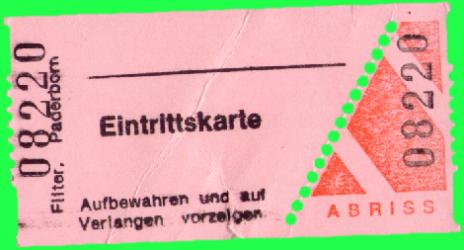 08220
Filter, Paderborn
Eintrittskarte
Aufbewahren und auf
Verlangen vorzeigen
08220
ABRISS